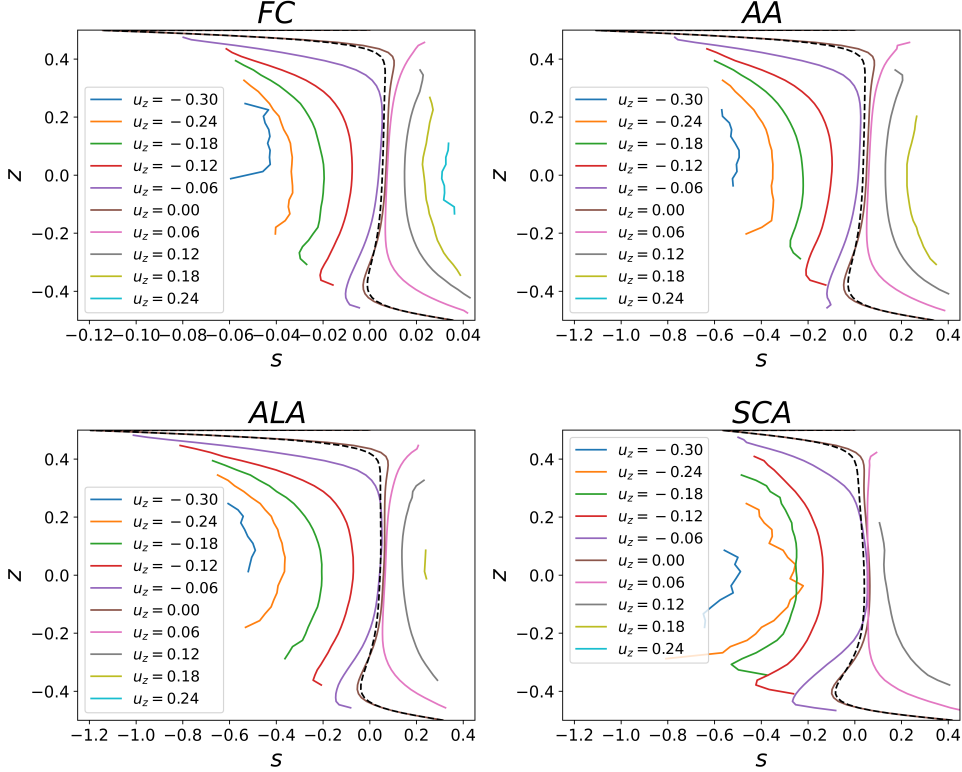 FC
0.4
0.2
0.0
−0.2
−0.4
z
u_z = −0.30
u_z = −0.24
u_z = −0.18
u_z = −0.12
u_z = −0.06
u_z = 0.00
u_z = 0.06
u_z = 0.12
u_z = 0.18
u_z = 0.24
−0.12 −0.10 −0.08 −0.06 −0.04 −0.02 0.00 0.02 0.04
s
AA
0.4
0.2
0.0
−0.2
−0.4
z
u_z = −0.30
u_z = −0.24
u_z = −0.18
u_z = −0.12
u_z = −0.06
u_z = 0.00
u_z = 0.06
u_z = 0.12
u_z = 0.18
u_z = 0.24
−1.2 −1.0 −0.8 −0.6 −0.4 −0.2 0.0 0.2 0.4
s
ALA
0.4
0.2
0.0
−0.2
−0.4
z
u_z = −0.30
u_z = −0.24
u_z = −0.18
u_z = −0.12
u_z = −0.06
u_z = 0.00
u_z = 0.06
u_z = 0.12
u_z = 0.18
u_z = 0.24
−1.2 −1.0 −0.8 −0.6 −0.4 −0.2 0.0 0.2 0.4
s
SCA
0.4
0.2
0.0
−0.2
−0.4
z
u_z = −0.30
u_z = −0.24
u_z = −0.18
u_z = −0.12
u_z = −0.06
u_z = 0.00
u_z = 0.06
u_z = 0.12
u_z = 0.18
u_z = 0.24
−1.2 −1.0 −0.8 −0.6 −0.4 −0.2 0.0 0.2 0.4
s